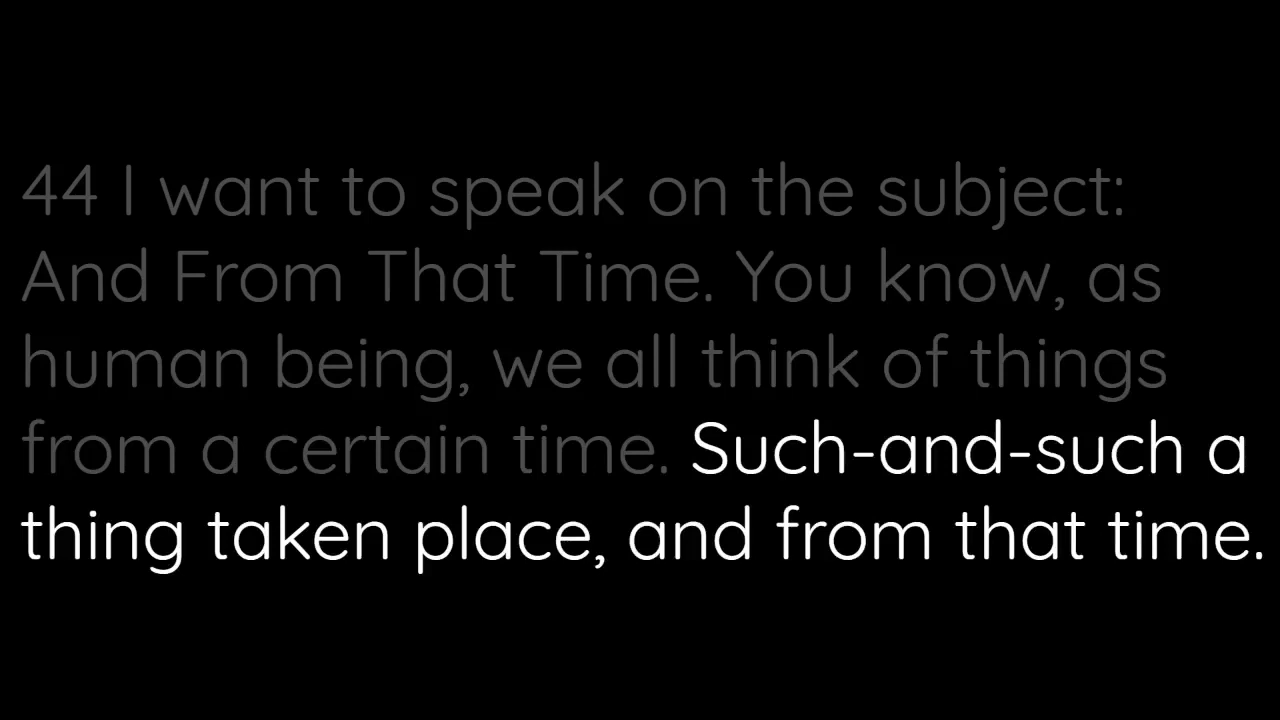 44 I want to speak on the subject:
And From That Time. You know, as
human being, we all think of things
from a certain time. Such-and-such a
thing taken place, and from that time.